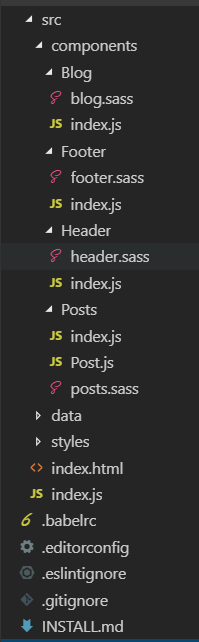 src
components
Blog
blog.sass
JS index.js
Footer
footer.sass
JS index.js
Header
header.sass
JS index.js
Posts
JS index.js
JS Post.js
posts.sass
data
styles
<> index.html
JS index.js
6 .babelrc
.editorconfig
.eslintignore
.gitignore
INSTALL.md